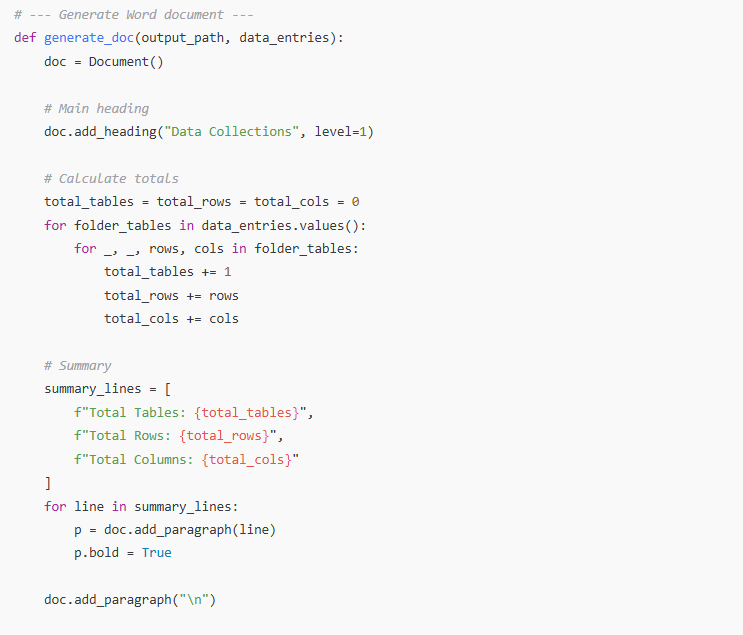 # --- Generate Word document ---
def generate_doc(output_path, data_entries):
    doc = Document()

    # Main heading
    doc.add_heading("Data Collections", level=1)

    # Calculate totals
    total_tables = total_rows = total_cols = 0
    for folder_tables in data_entries.values():
        for _, _, rows, cols in folder_tables:
            total_tables += 1
            total_rows += rows
            total_cols += cols

    # Summary
    summary_lines = [
        f"Total Tables: {total_tables}",
        f"Total Rows: {total_rows}",
        f"Total Columns: {total_cols}"
    ]
    for line in summary_lines:
        p = doc.add_paragraph(line)
        p.bold = True

    doc.add_paragraph("\n")